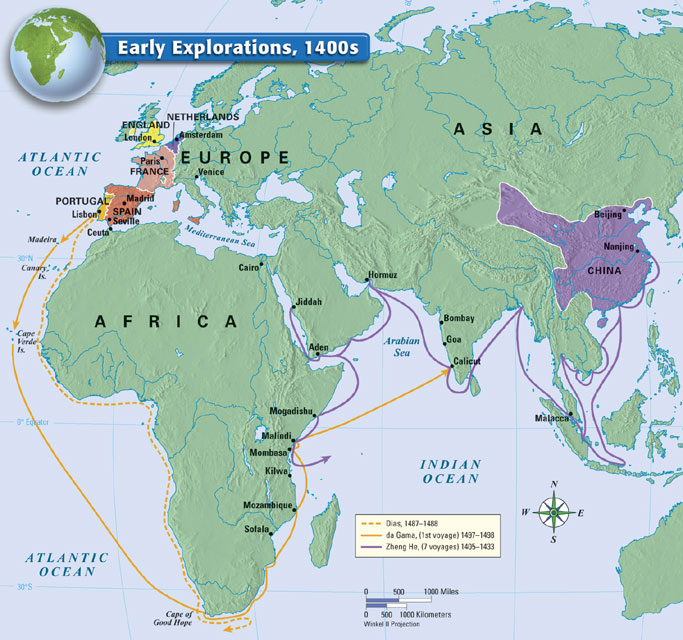 Early Explorations, 1400s
NETHERLANDS
ENGLAND
London
Amsterdam
ASIA
ATLANTIC
OCEAN
Paris
EUROPE
FRANCE
Venice
PORTUGAL
Madrid
Lisbon
SPAIN
Seville
Ceuta
Beijing
Nanjing
CHINA
Madeira
Mediterranean Sea
30°N
Canary
Is.
Cairo
Hormuz
Jiddah
AFRICA
Bombay
Cape
Verde
Is.
Arabian
Sea
Goa
Aden
Calicut
Mogadishu
Malacca
0° Equator
Malindi
Mombasa
Kilwa
INDIAN
OCEAN
Mozambique
Sofala
N
W
E
S
Dias, 1487–1488
da Gama, (1st voyage) 1497–1498
Zheng He, (7 voyages) 1405–1433
ATLANTIC
OCEAN
30°S
Cape of
Good Hope
0 500 1000 Miles
0 500 1000 Kilometers
Winkel II Projection